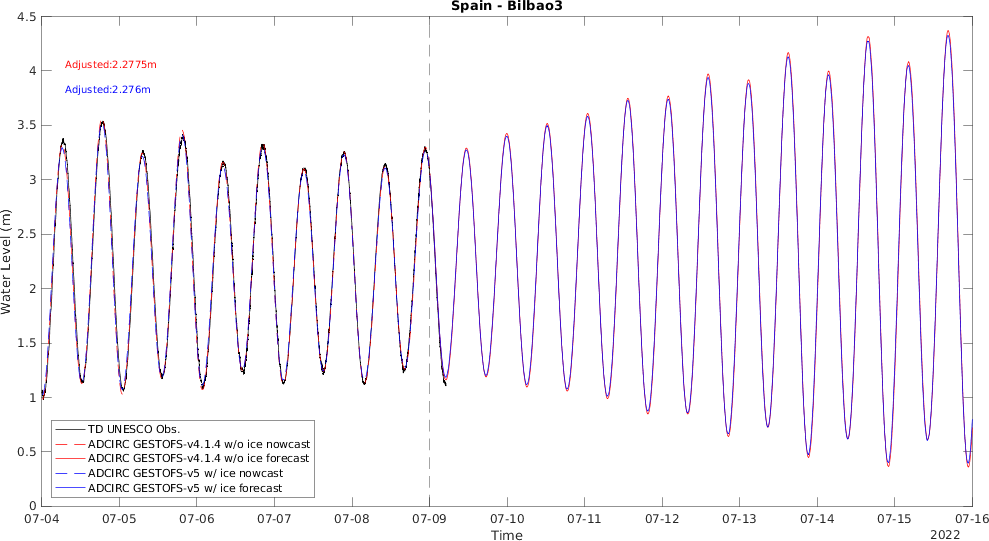 Spain - Bilbao3
4.5
4
3.5
3
2.5
2
1.5
1
0.5
0
Water Level (m)
Adjusted:2.2775m
Adjusted:2.276m
TD UNESCO Obs.
ADCIRC GESTOFS-v4.1.4 w/o ice nowcast
ADCIRC GESTOFS-v4.1.4 w/o ice forecast
ADCIRC GESTOFS-v5 w/ ice nowcast
ADCIRC GESTOFS-v5 w/ ice forecast
07-04 07-05 07-06 07-07 07-08 07-09 07-10 07-11 07-12 07-13 07-14 07-15 07-16
Time
2022